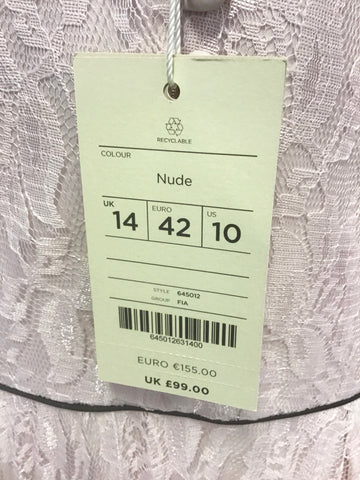 RECYCLABLE
COLOUR
Nude
UK 14 EURO 42 US 10
STYLE 645012
GROUP FIA
645012631400
EURO €155.00
UK £99.00